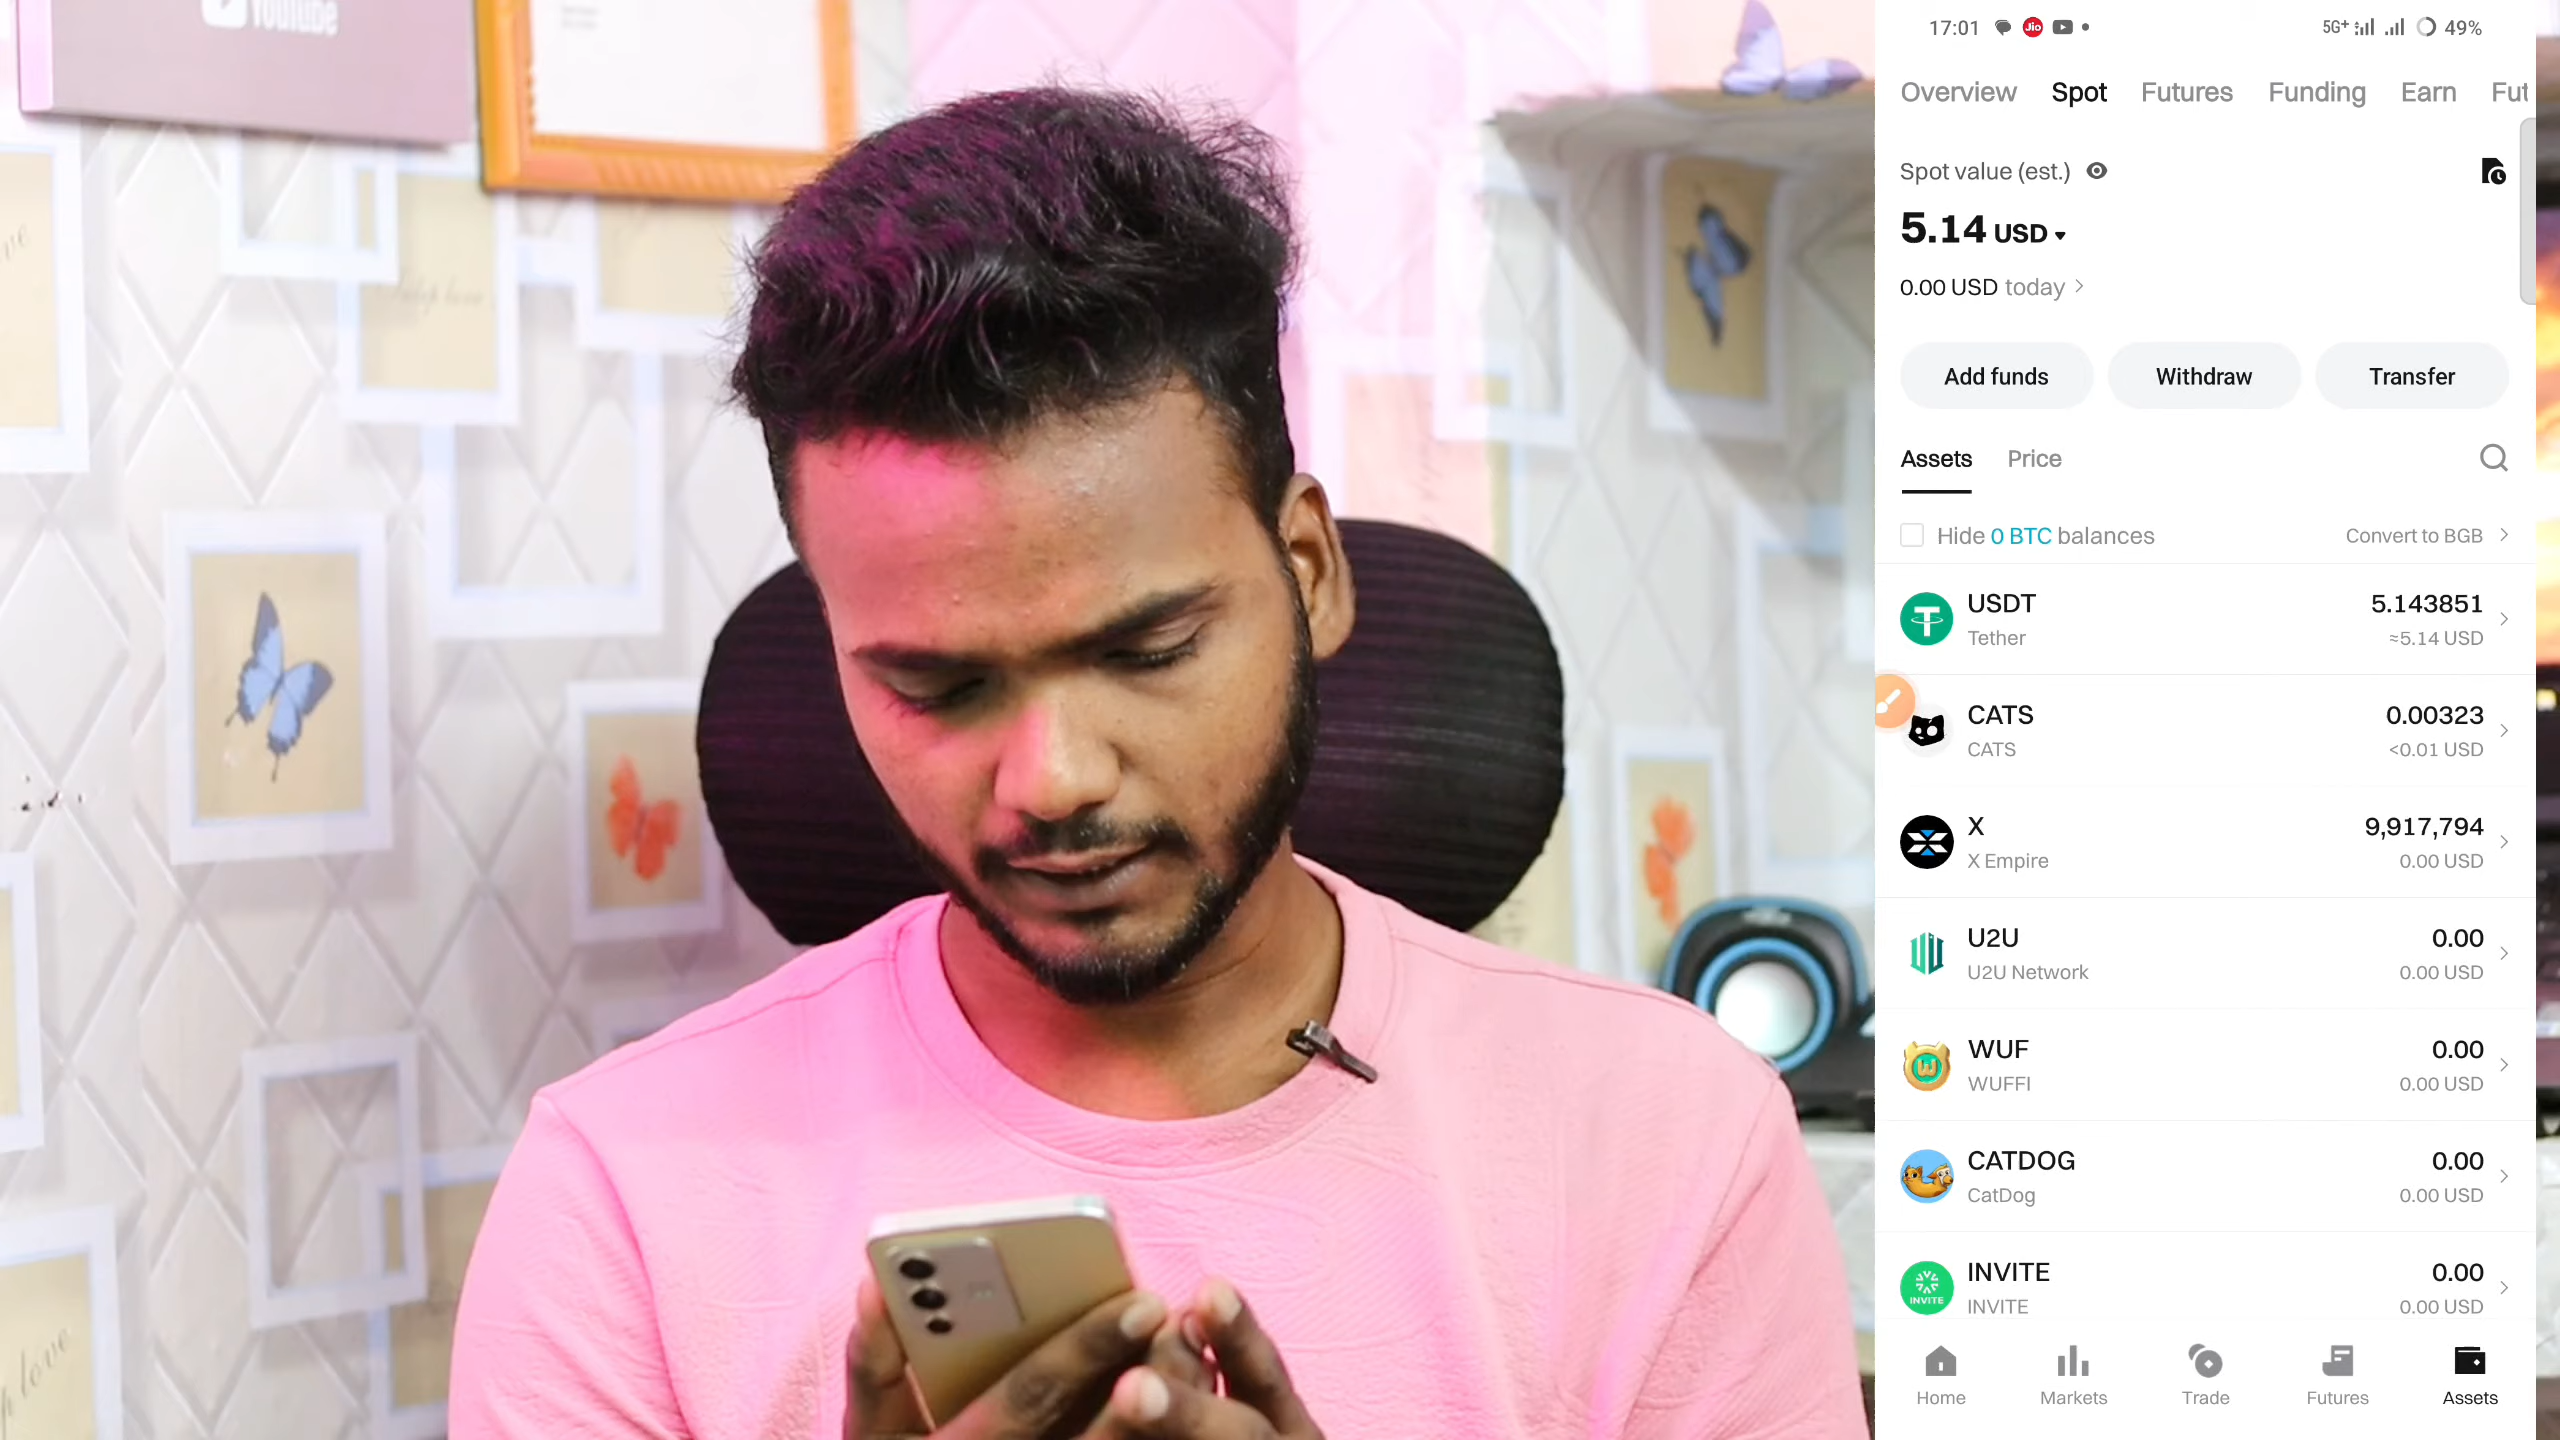 YouTube
17:01
Jio
5G+
49%
Overview
Spot
Futures
Funding
Earn
Fut
Spot value (est.)
5.14 USD
0.00 USD today
Add funds
Withdraw
Transfer
Assets
Price
Hide 0 BTC balances
Convert to BGB
USDT
5.143851
Tether
≈5.14 USD
CATS
0.00323
CATS
<0.01 USD
X
9,917,794
X Empire
0.00 USD
U2U
0.00
U2U Network
0.00 USD
WUF
0.00
WUFFI
0.00 USD
CATDOG
0.00
CatDog
0.00 USD
INVITE
0.00
INVITE
INVITE
0.00 USD
Home
Markets
Trade
Futures
Assets
love